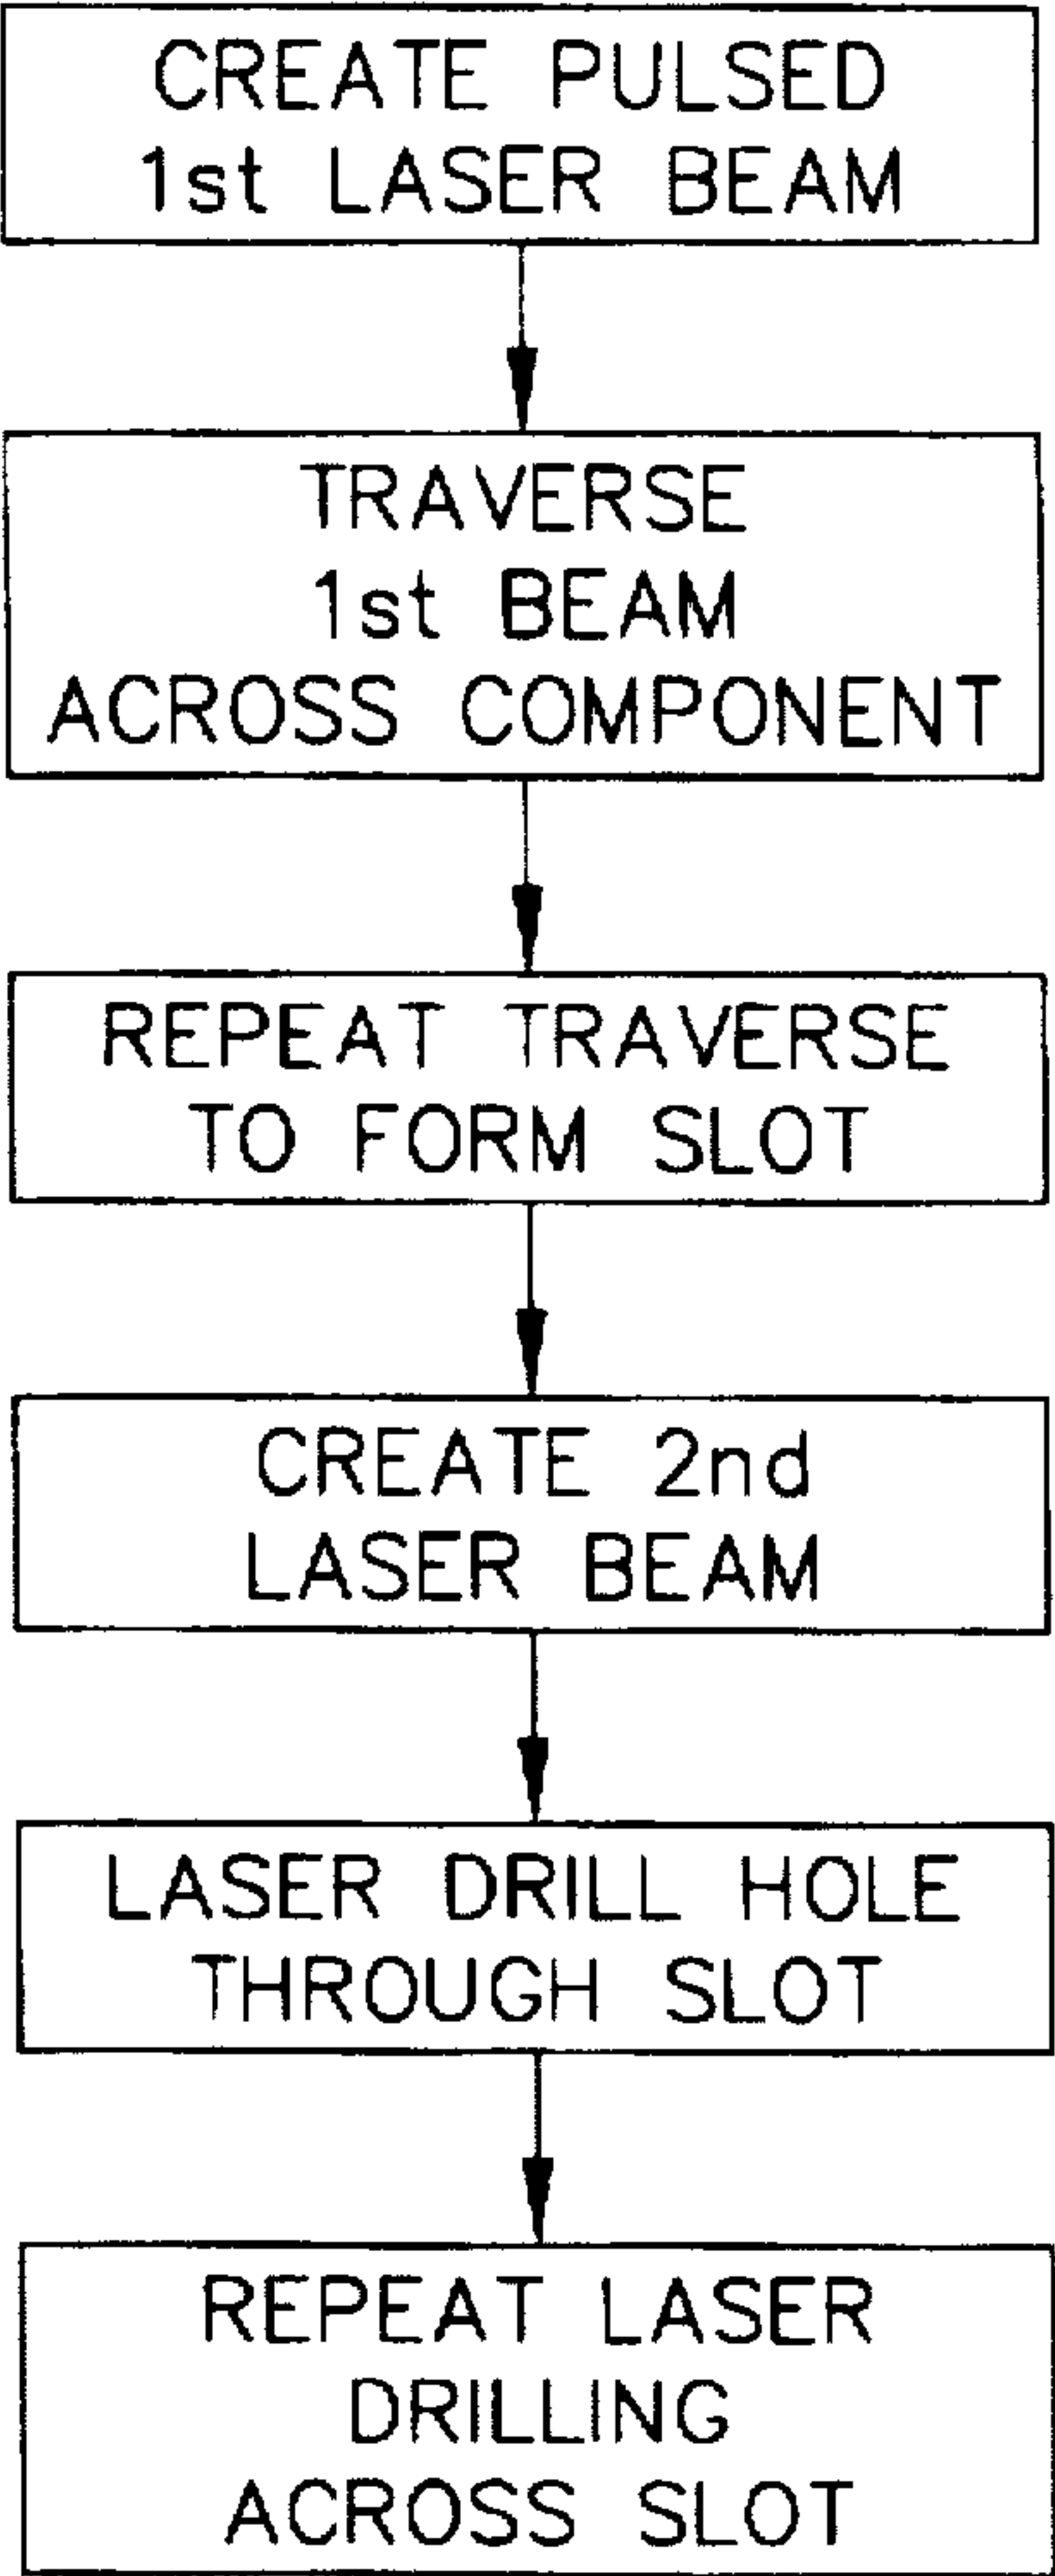 CREATE PULSED
1st LASER BEAM
TRAVERSE
1st BEAM
ACROSS COMPONENT
REPEAT TRAVERSE
TO FORM SLOT
CREATE 2nd
LASER BEAM
LASER DRILL HOLE
THROUGH SLOT
REPEAT LASER
DRILLING
ACROSS SLOT